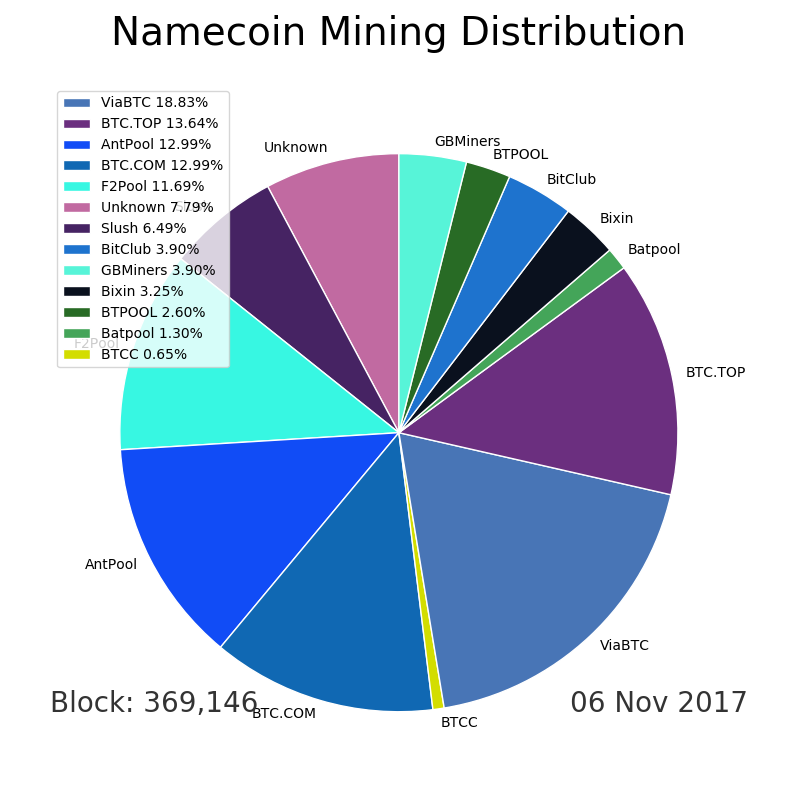 Namecoin Mining Distribution
ViaBTC 18.83%
BTC.TOP 13.64%
AntPool 12.99%
BTC.COM 12.99%
F2Pool 11.69%
Unknown 7.79%
Slush 6.49%
BitClub 3.90%
GBMiners 3.90%
Bixin 3.25%
BTPOOL 2.60%
Batpool 1.30%
BTCC 0.65%
Unknown
GBMiners
BTPOOL
BitClub
Bixin
Batpool
BTC.TOP
F2Pool
AntPool
ViaBTC
BTC.COM
BTCC
Block: 369,146
06 Nov 2017